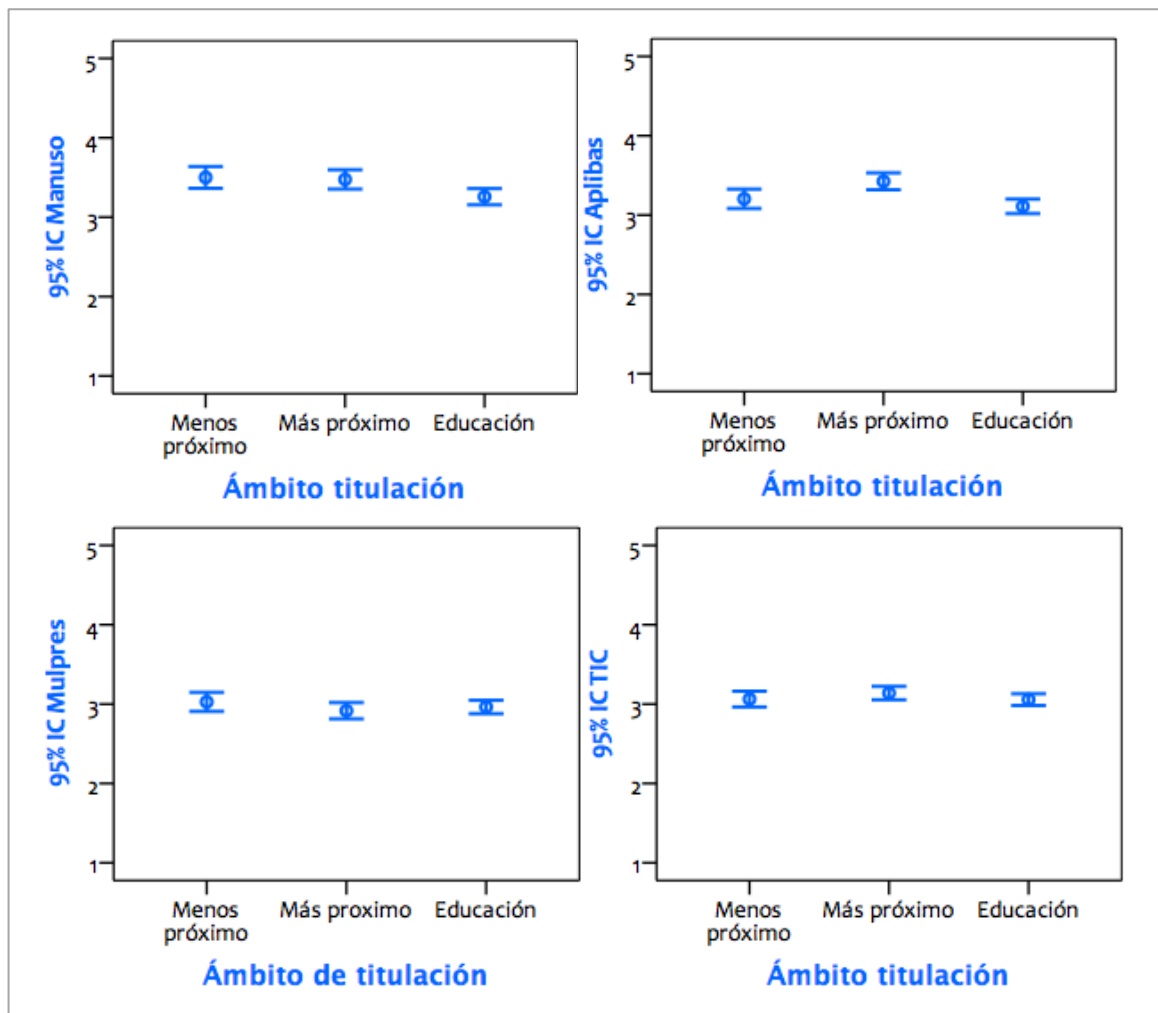 95% IC Manuso
5
4
3
2
1
Menos
próximo
Más próximo
Educación
Ámbito titulación
95% IC Aplibas
5
4
3
2
1
Menos
próximo
Más próximo
Educación
Ámbito titulación
95% IC Mulpres
5
4
3
2
1
Menos
próximo
Más proximo
Educación
Ámbito de titulación
95% IC TIC
5
4
3
2
1
Menos
próximo
Más próximo
Educación
Ámbito titulación